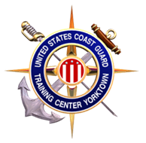 UNITED STATES COAST GUARD
TRAINING CENTER YORKTOWN